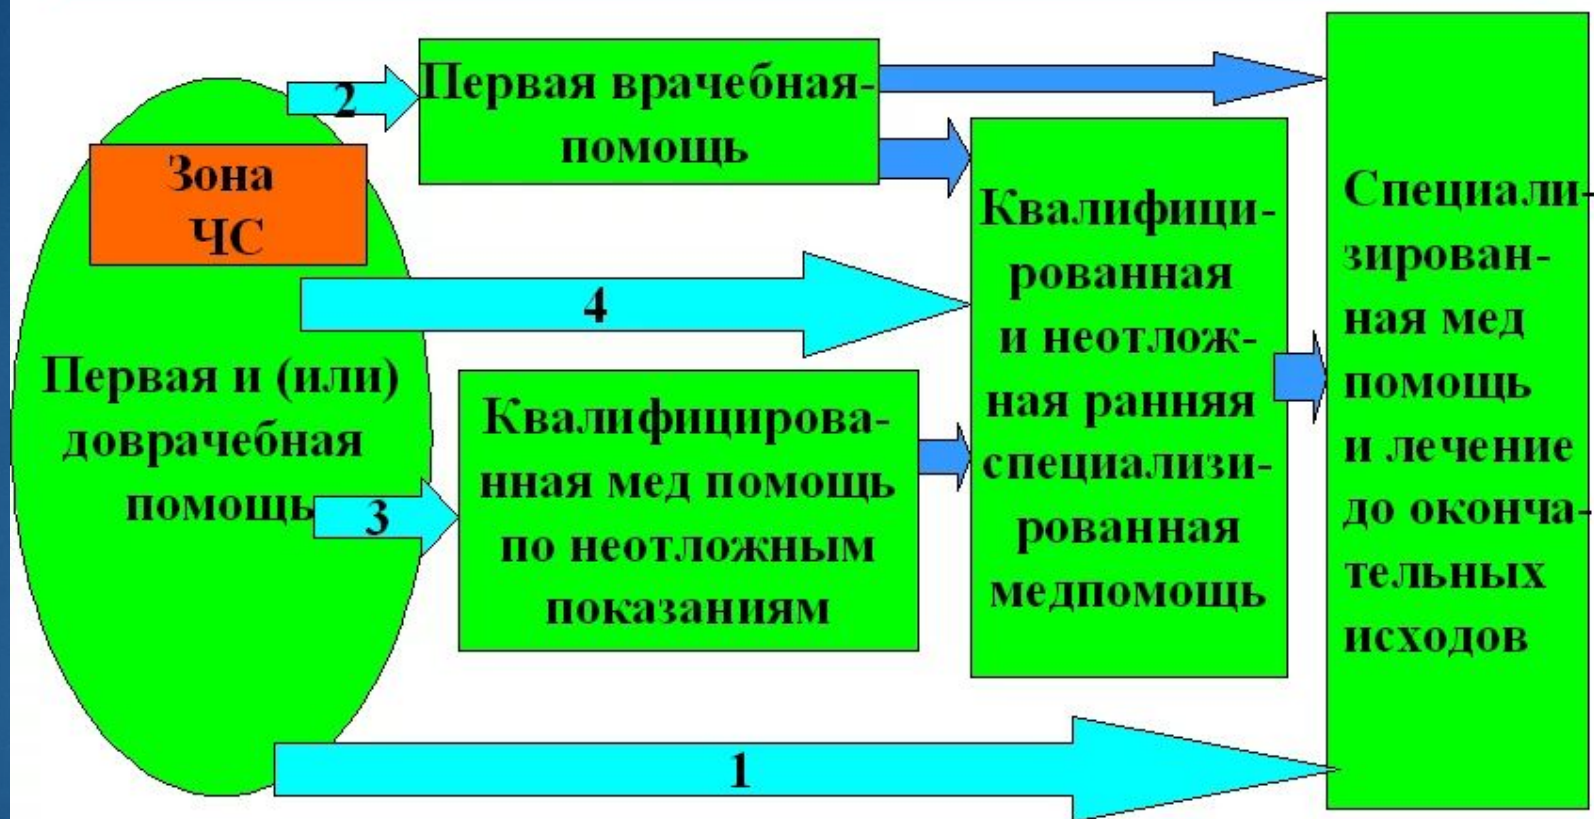 2
Первая врачебная-
помощь
Зона
ЧС
Первая и (или)
доврачебная
помощь
4
3
Квалифицирова-
нная мед помощь
по неотложным
показаниям
Квалифици-
рованная
и неотлож-
ная ранняя
специализи-
рованная
медпомощь
Специали-
зирован-
ная мед
помощь
и лечение
до оконча-
тельных
исходов
1